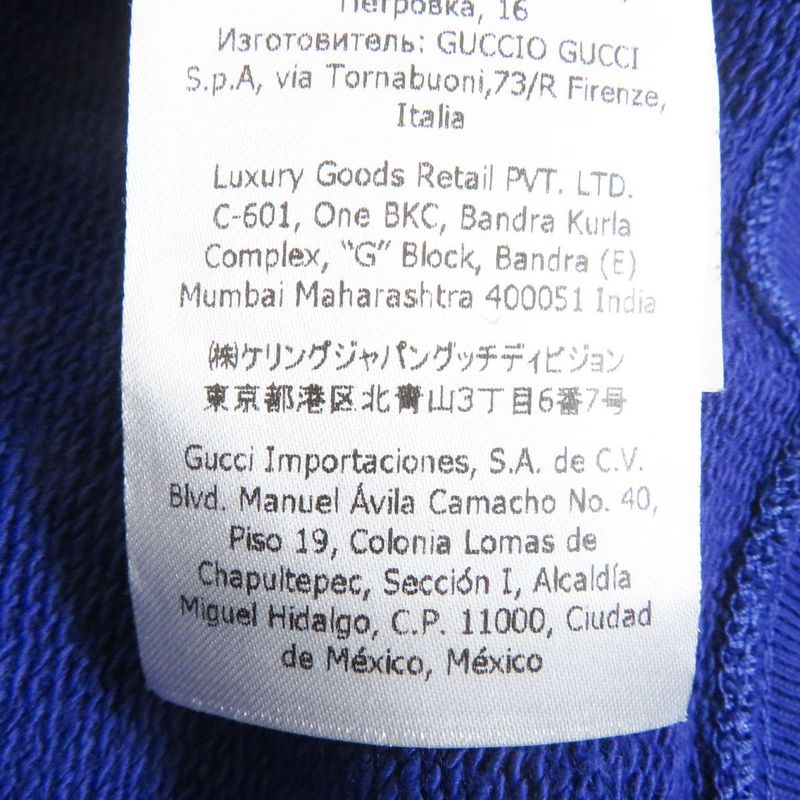 Петровка, 16
Изготовитель: GUCCIO GUCCI
S.p.A, via Tornabuoni,73/R Firenze,
Italia
Luxury Goods Retail PVT. LTD.
C-601, One BKC, Bandra Kurla
Complex, “G” Block, Bandra (E)
Mumbai Maharashtra 400051 India
㈱ケリングジャパングッチディビジョン
東京都港区北青山3丁目6番7号
Gucci Importaciones, S.A. de C.V.
Blvd. Manuel Ávila Camacho No. 40,
Piso 19, Colonia Lomas de
Chapultepec, Sección I, Alcaldía
Miguel Hidalgo, C.P. 11000, Ciudad
de México, México